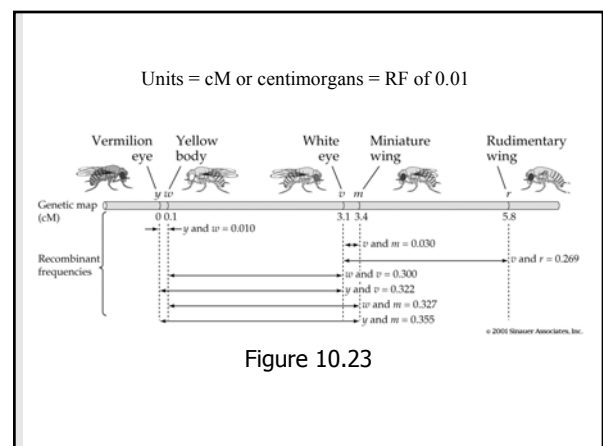 Units = cM or centimorgans = RF of 0.01
Vermilion eye
Yellow body
White eye
Miniature wing
Rudimentary wing
y w v m r
Genetic map (cM)
0 0.1 3.1 3.4 5.8
Recombinant frequencies
y and w = 0.010
v and m = 0.030
v and r = 0.269
w and v = 0.300
y and v = 0.322
w and m = 0.327
y and m = 0.355
© 2001 Sinauer Associates, Inc.
Figure 10.23